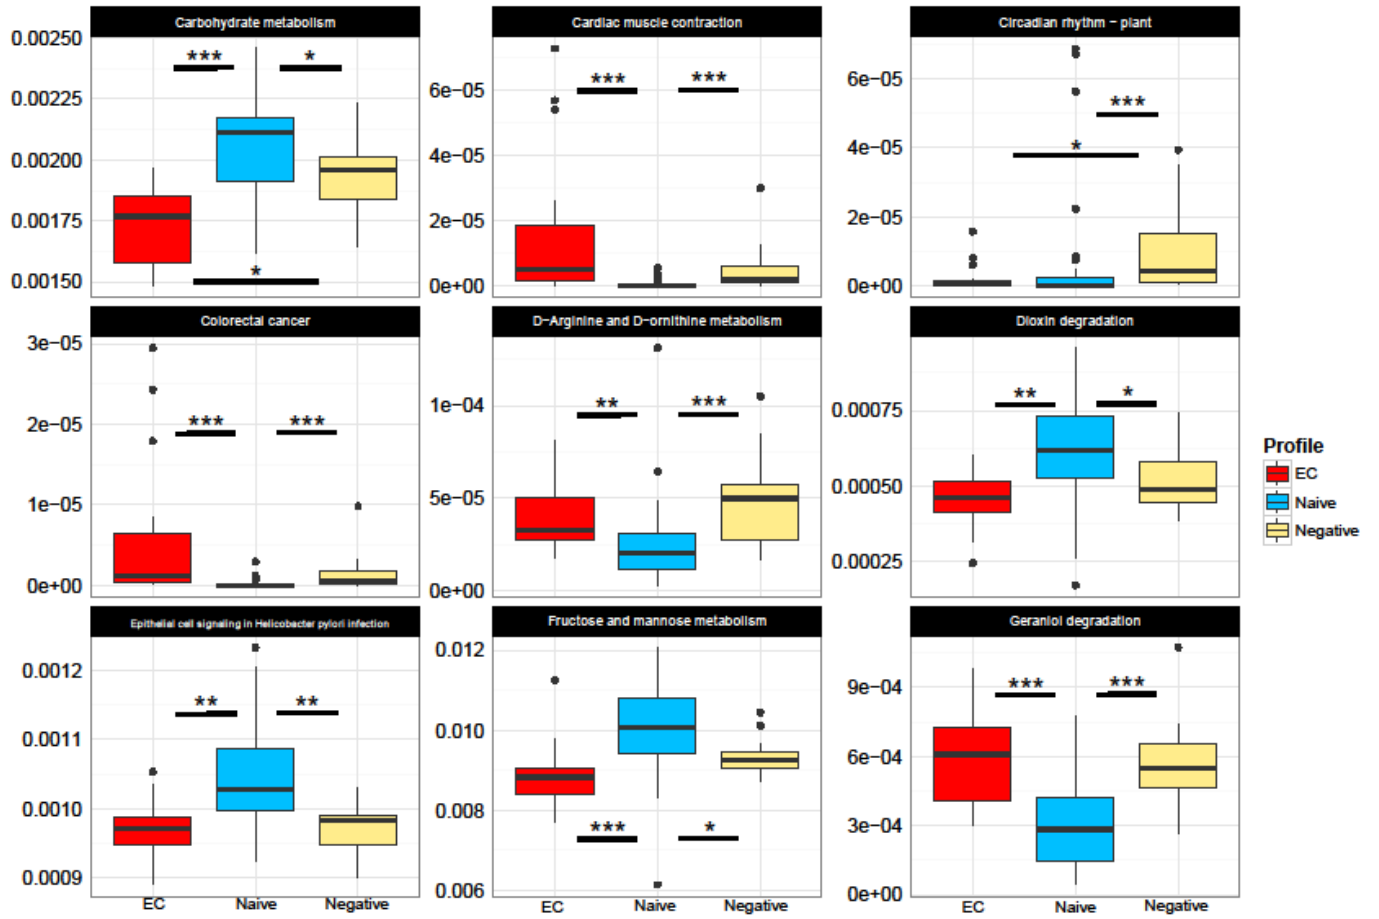 Carbohydrate metabolism
Cardiac muscle contraction
Circadian rhythm - plant
0.00250
0.00225
0.00200
0.00175
0.00150
*** * *
6e-05
4e-05
2e-05
0e+00
*** ***
6e-05
4e-05
2e-05
0e+00
*** *
Colorectal cancer
D-Arginine and D-ornithine metabolism
Dioxin degradation
3e-05
2e-05
1e-05
0e+00
*** ***
1e-04
5e-05
0e+00
** ***
0.00075
0.00050
0.00025
** *
Profile
EC
Naive
Negative
Epithelial cell signaling in Helicobacter pylori infection
Fructose and mannose metabolism
Geraniol degradation
0.0012
0.0011
0.0010
0.0009
** **
0.012
0.010
0.008
0.006
*** *
9e-04
6e-04
3e-04
0e+00
*** ***
EC Naive Negative
EC Naive Negative
EC Naive Negative